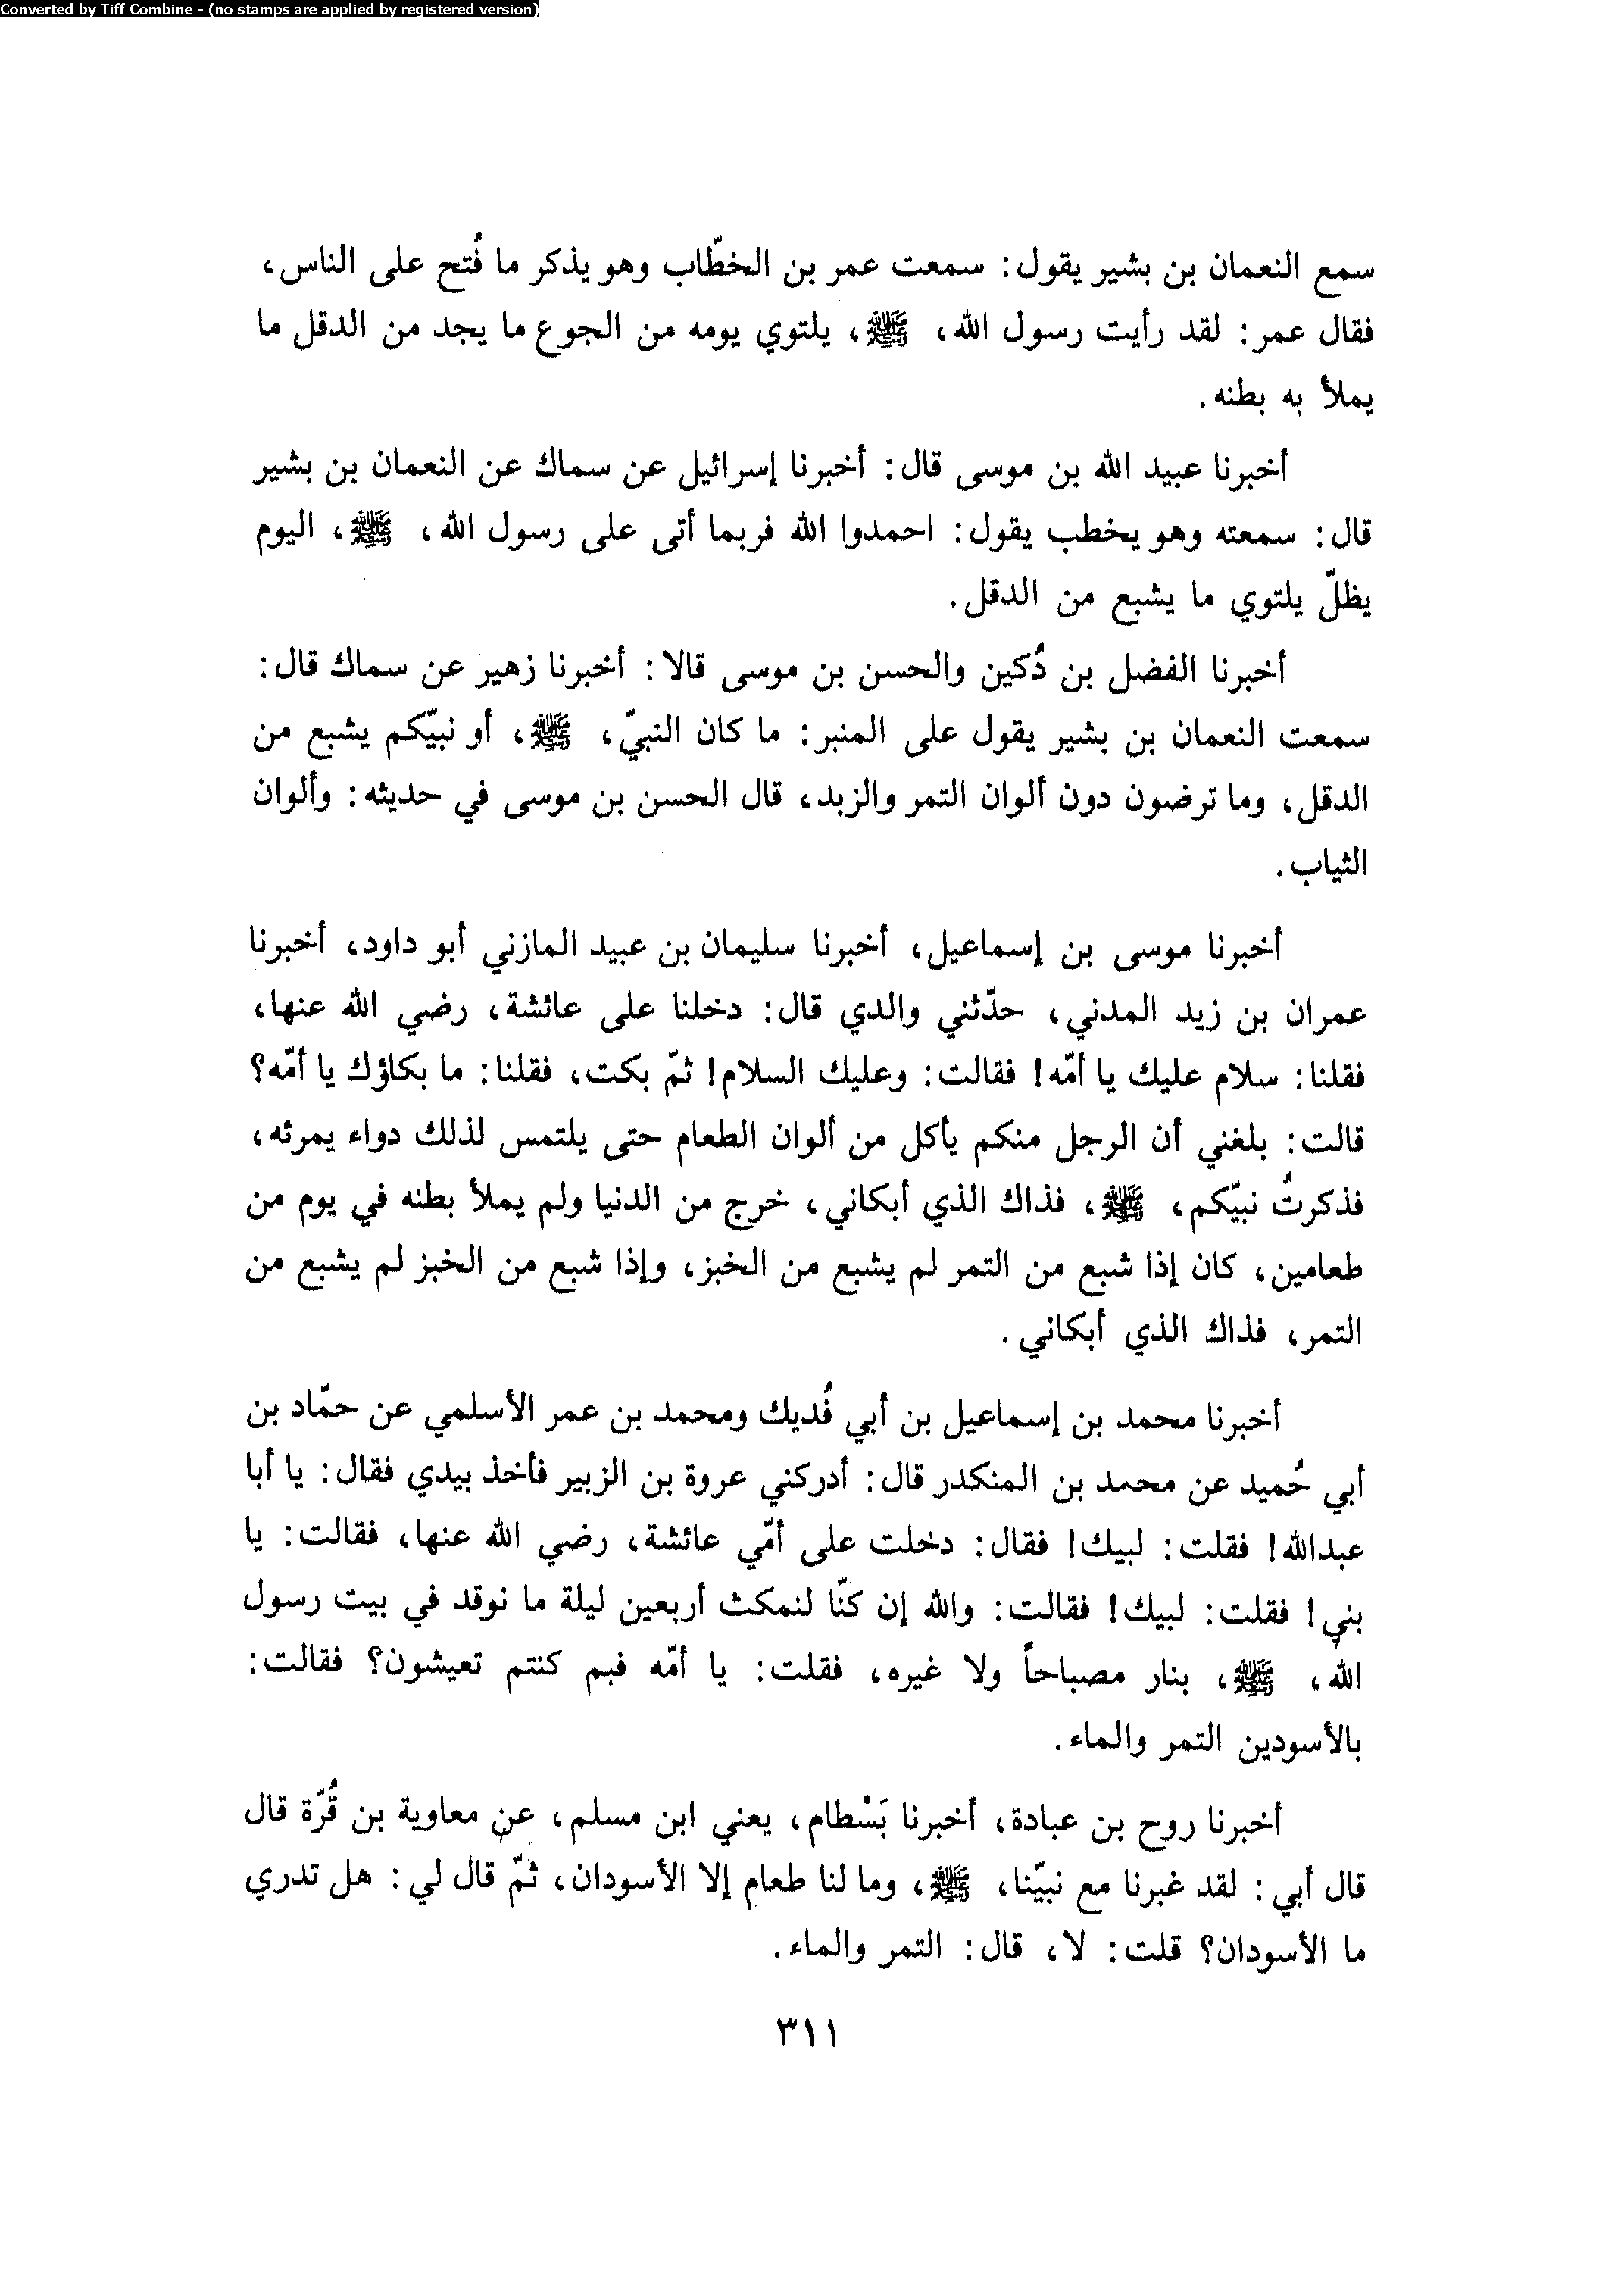 Converted by Tiff Combine - (no stamps are applied by registered version)
سمع النعمان بن بشير يقول: سمعت عمر بن الخطّاب وهو يذكر ما فُتح على الناس،
فقال عمر: لقد رأيت رسول الله، ﷺ، يلتوي يومه من الجوع ما يجد من الدقل ما
يملأ به بطنه.
أخبرنا عبيد الله بن موسى قال: أخبرنا إسرائيل عن سماك عن النعمان بن بشير
قال: سمعته وهو يخطب يقول: احمدوا الله فربما أتى على رسول الله، ﷺ، اليوم
يظلّ يلتوي ما يشبع من الدقل.
أخبرنا الفضل بن دُكين والحسن بن موسى قالا: أخبرنا زهير عن سماك قال:
سمعت النعمان بن بشير يقول على المنبر: ما كان النبيّ، ﷺ، أو نبيّكم يشبع من
الدقل، وما ترضون دون ألوان التمر والزبد، قال الحسن بن موسى في حديثه: وألوان
الثياب.
أخبرنا موسى بن إسماعيل، أخبرنا سليمان بن عبيد المازني أبو داود، أخبرنا
عمران بن زيد المدني، حدّثني والدي قال: دخلنا على عائشة، رضي الله عنها،
فقلنا: سلام عليك يا أمّه! فقالت: وعليك السلام! ثمّ بكت، فقلنا: ما بكاؤك يا أمّه؟
قالت: بلغني أن الرجل منكم يأكل من ألوان الطعام حتى يلتمس لذلك دواء يمرئه،
فذكرتُ نبيّكم، ﷺ، فذاك الذي أبكاني، خرج من الدنيا ولم يملأ بطنه في يوم من
طعامين، كان إذا شبع من التمر لم يشبع من الخبز، وإذا شبع من الخبز لم يشبع من
التمر، فذاك الذي أبكاني.
أخبرنا محمد بن إسماعيل بن أبي فُديك ومحمد بن عمر الأسلمي عن حمّاد بن
أبي حُميد عن محمد بن المنكدر قال: أدركني عروة بن الزبير فأخذ بيدي فقال: يا أبا
عبدالله! فقلت: لبيك! فقال: دخلت على أمّي عائشة، رضي الله عنها، فقالت: يا
بني! فقلت: لبيك! فقالت: والله إن كنّا لنمكث أربعين ليلة ما نوقد في بيت رسول
الله، ﷺ، بنار مصباحاً ولا غيره، فقلت: يا أمّه فبم كنتم تعيشون؟ فقالت:
بالأسودين التمر والماء.
أخبرنا روح بن عبادة، أخبرنا بَسْطام، يعني ابن مسلم، عن معاوية بن قُرّة قال
قال أبي: لقد غبرنا مع نبيّنا، ﷺ، وما لنا طعام إلا الأسودان، ثمّ قال لي: هل تدري
ما الأسودان؟ قلت: لا، قال: التمر والماء.
٣١١